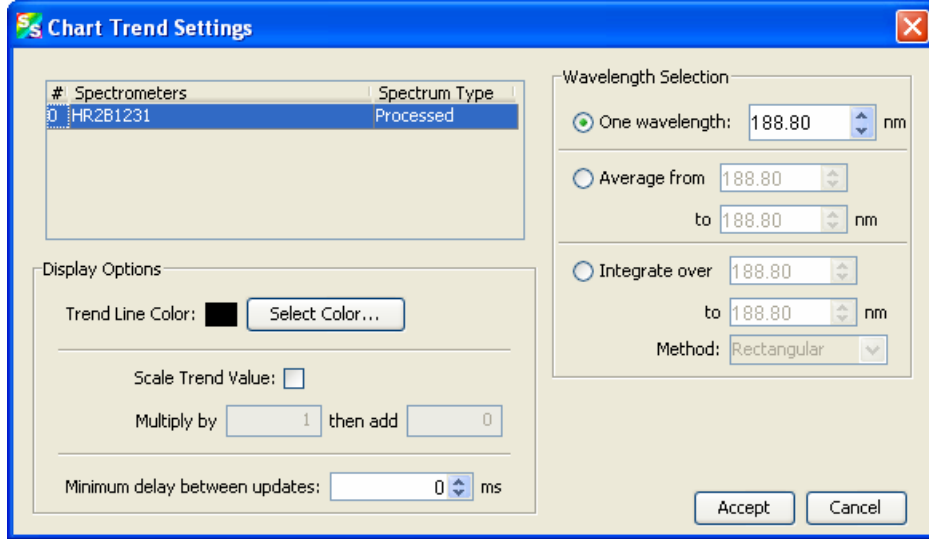 SS Chart Trend Settings
# Spectrometers Spectrum Type
0 HR2B1231 Processed
Display Options
Trend Line Color: Select Color...
Scale Trend Value:
Multiply by 1 then add 0
Minimum delay between updates: 0 ms
Wavelength Selection
One wavelength: 188.80 nm
Average from 188.80
to 188.80 nm
Integrate over 188.80
to 188.80 nm
Method: Rectangular
Accept Cancel